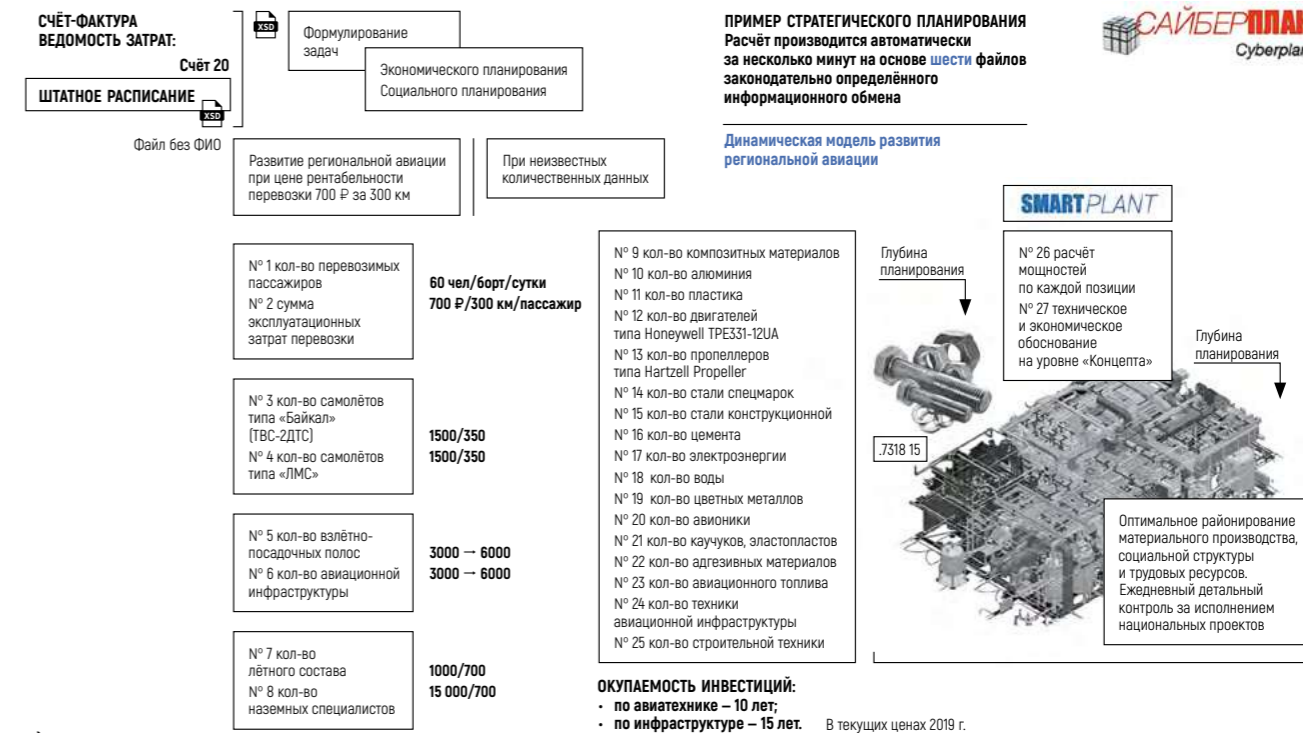 СЧЁТ-ФАКТУРА
ВЕДОМОСТЬ ЗАТРАТ:
Счёт 20
ШТАТНОЕ РАСПИСАНИЕ
XSD
Файл без ФИО
XSD
Формулирование
задач
Экономического планирования
Социального планирования
Развитие региональной авиации
при цене рентабельности
перевозки 700 ₽ за 300 км
При неизвестных
количественных данных
ПРИМЕР СТРАТЕГИЧЕСКОГО ПЛАНИРОВАНИЯ
Расчёт производится автоматически
за несколько минут на основе шести файлов
законодательно определённого
информационного обмена
Динамическая модель развития
региональной авиации
САЙБЕРПЛАН
Cyberplan
№ 1 кол-во перевозимых
пассажиров
№ 2 сумма
эксплуатационных
затрат перевозки
60 чел/борт/сутки
700 ₽/300 км/пассажир
№ 3 кол-во самолётов
типа «Байкал»
(ТВС-2ДТС)
№ 4 кол-во самолётов
типа «ЛМС»
1500/350
1500/350
№ 5 кол-во взлётно-
посадочных полос
№ 6 кол-во авиационной
инфраструктуры
3000 → 6000
3000 → 6000
№ 7 кол-во
лётного состава
№ 8 кол-во
наземных специалистов
1000/700
15 000/700
№ 9 кол-во композитных материалов
№ 10 кол-во алюминия
№ 11 кол-во пластика
№ 12 кол-во двигателей
типа Honeywell TPE331-12UA
№ 13 кол-во пропеллеров
типа Hartzell Propeller
№ 14 кол-во стали спецмарок
№ 15 кол-во стали конструкционной
№ 16 кол-во цемента
№ 17 кол-во электроэнергии
№ 18 кол-во воды
№ 19 кол-во цветных металлов
№ 20 кол-во авионики
№ 21 кол-во каучуков, эластопластов
№ 22 кол-во адгезивных материалов
№ 23 кол-во авиационного топлива
№ 24 кол-во техники
авиационной инфраструктуры
№ 25 кол-во строительной техники
ОКУПАЕМОСТЬ ИНВЕСТИЦИЙ:
• по авиатехнике – 10 лет;
• по инфраструктуре – 15 лет. В текущих ценах 2019 г.
Глубина
планирования
.7318 15
SMARTPLANT
№ 26 расчёт
мощностей
по каждой позиции
№ 27 техническое
и экономическое
обоснование
на уровне «Концепта»
Глубина
планирования
Оптимальное районирование
материального производства,
социальной структуры
и трудовых ресурсов.
Ежедневный детальный
контроль за исполнением
национальных проектов